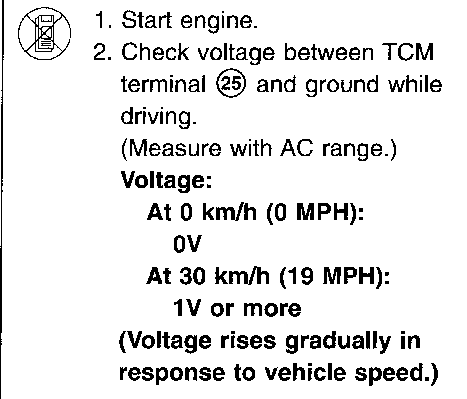 1. Start engine.
2. Check voltage between TCM
terminal ㉕ and ground while
driving.
(Measure with AC range.)
Voltage:
At 0 km/h (0 MPH):
0V
At 30 km/h (19 MPH):
1V or more
(Voltage rises gradually in
response to vehicle speed.)